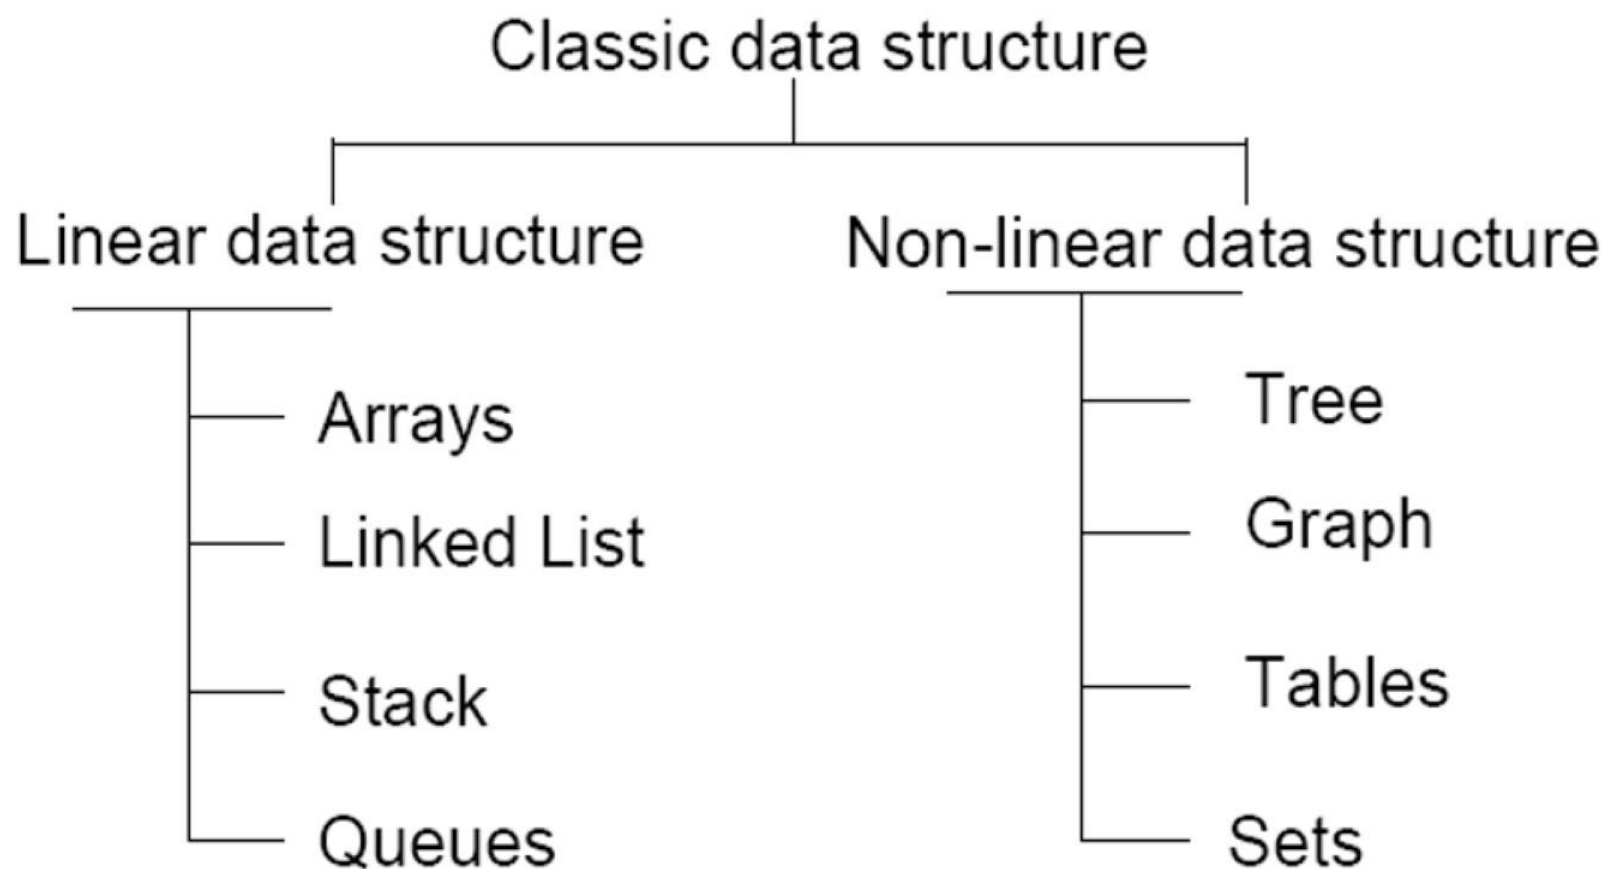 Classic data structure
Linear data structure
Non-linear data structure
Arrays
Linked List
Stack
Queues
Tree
Graph
Tables
Sets